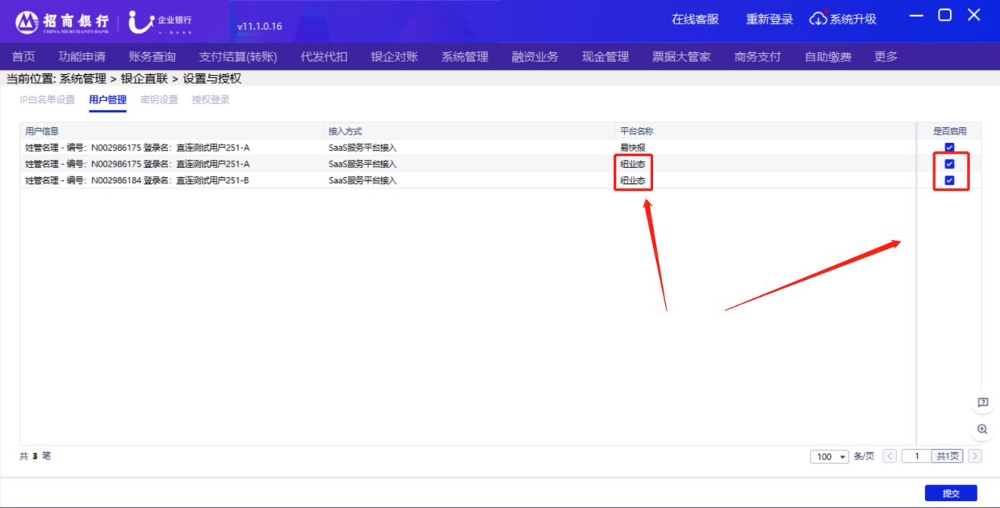 招商银行 企业银行
CHINA MERCHANTS BANK U-BANK
v11.1.0.16
在线客服 重新登录 系统升级
首页 功能申请 账务查询 支付结算(转账) 代发代扣 银企对账 系统管理 融资业务 现金管理 票据大管家 商务支付 自助缴费 更多
当前位置: 系统管理 > 银企直联 > 设置与授权
IP白名单设置 用户管理 密钥设置 授权登录
用户信息 接入方式 平台名称 是否启用
姓管名理 - 编号: N002986175 登录名: 直连测试用户251-A SaaS服务平台接入 易快报
姓管名理 - 编号: N002986175 登录名: 直连测试用户251-A SaaS服务平台接入 纽业态
姓管名理 - 编号: N002986184 登录名: 直连测试用户251-B SaaS服务平台接入 纽业态
共 3 笔
100 条/页 1 共1页
提交